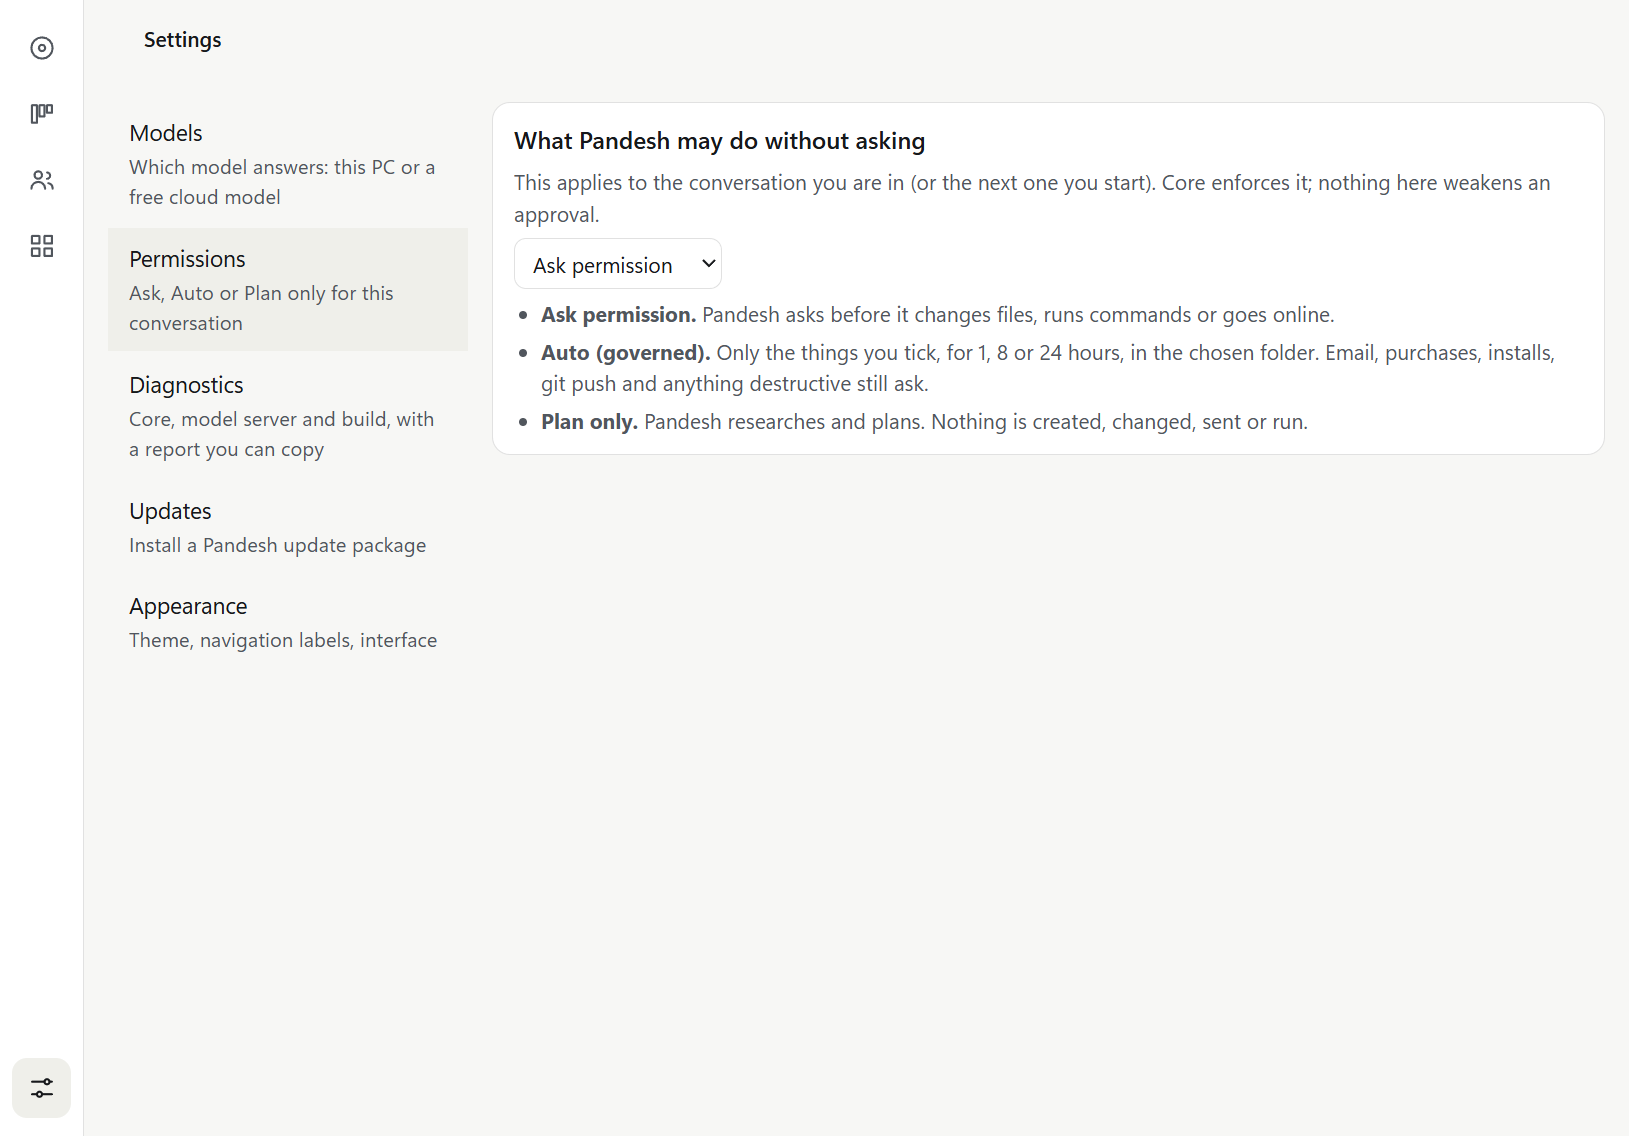 Settings
Models
Which model answers: this PC or a
free cloud model
Permissions
Ask, Auto or Plan only for this
conversation
Diagnostics
Core, model server and build, with
a report you can copy
Updates
Install a Pandesh update package
Appearance
Theme, navigation labels, interface
What Pandesh may do without asking
This applies to the conversation you are in (or the next one you start). Core enforces it; nothing here weakens an
approval.
Ask permission
Ask permission. Pandesh asks before it changes files, runs commands or goes online.
Auto (governed). Only the things you tick, for 1, 8 or 24 hours, in the chosen folder. Email, purchases, installs,
git push and anything destructive still ask.
Plan only. Pandesh researches and plans. Nothing is created, changed, sent or run.